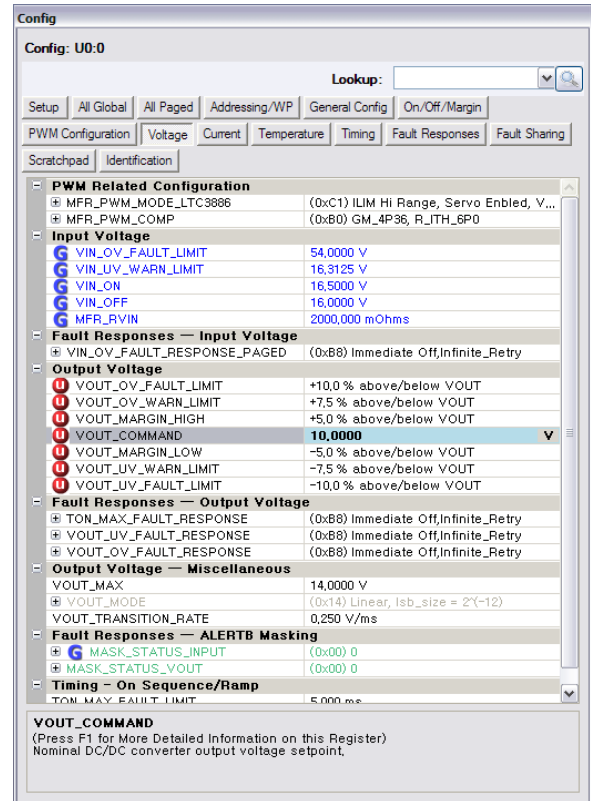 Config
Config: U0:0
Lookup:
Setup All Global All Paged Addressing/WP General Config On/Off/Margin
PWM Configuration Voltage Current Temperature Timing Fault Responses Fault Sharing
Scratchpad Identification
PWM Related Configuration
MFR_PWM_MODE_LTC3886 (0xC1) ILIM Hi Range, Servo Enbled, V...
MFR_PWM_COMP (0xB0) GM_4P36, R_ITH_6P0
Input Voltage
G VIN_OV_FAULT_LIMIT 54,0000 V
G VIN_UV_WARN_LIMIT 16,3125 V
G VIN_ON 16,5000 V
G VIN_OFF 16,0000 V
G MFR_RVIN 2000,000 mOhms
Fault Responses — Input Voltage
VIN_OV_FAULT_RESPONSE_PAGED (0xB8) Immediate Off,Infinite_Retry
Output Voltage
U VOUT_OV_FAULT_LIMIT +10,0 % above/below VOUT
U VOUT_OV_WARN_LIMIT +7,5 % above/below VOUT
U VOUT_MARGIN_HIGH +5,0 % above/below VOUT
U VOUT_COMMAND 10,0000 V
U VOUT_MARGIN_LOW -5,0 % above/below VOUT
U VOUT_UV_WARN_LIMIT -7,5 % above/below VOUT
U VOUT_UV_FAULT_LIMIT -10,0 % above/below VOUT
Fault Responses — Output Voltage
TON_MAX_FAULT_RESPONSE (0xB8) Immediate Off,Infinite_Retry
VOUT_UV_FAULT_RESPONSE (0xB8) Immediate Off,Infinite_Retry
VOUT_OV_FAULT_RESPONSE (0xB8) Immediate Off,Infinite_Retry
Output Voltage — Miscellaneous
VOUT_MAX 14,0000 V
VOUT_MODE (0x14) Linear, lsb_size = 2^(-12)
VOUT_TRANSITION_RATE 0,250 V/ms
Fault Responses — ALERTB Masking
G MASK_STATUS_INPUT (0x00) 0
MASK_STATUS_VOUT (0x00) 0
Timing - On Sequence/Ramp
TON_MAX_FAULT_LIMIT 5,000 ms
VOUT_COMMAND
(Press F1 for More Detailed Information on this Register)
Nominal DC/DC converter output voltage setpoint,